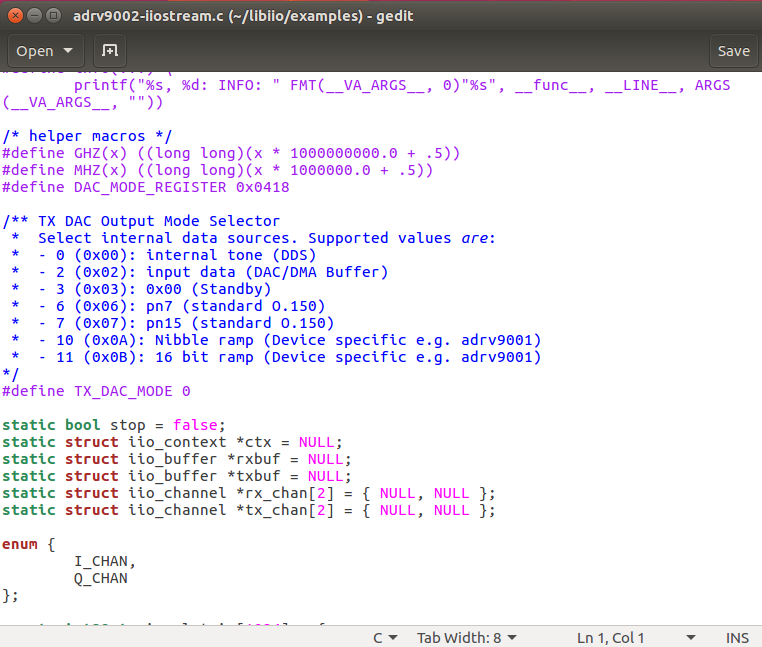 adrv9002-iiostream.c (~/libiio/examples) - gedit
Open
Save
printf("%s, %d: INFO: " FMT(__VA_ARGS__, 0)"%s", __func__, __LINE__, ARGS
(__VA_ARGS__, ""))
/* helper macros */
#define GHZ(x) ((long long)(x * 1000000000.0 + .5))
#define MHZ(x) ((long long)(x * 1000000.0 + .5))
#define DAC_MODE_REGISTER 0x0418
/** TX DAC Output Mode Selector
 *  Select internal data sources. Supported values are:
 *  - 0 (0x00): internal tone (DDS)
 *  - 2 (0x02): input data (DAC/DMA Buffer)
 *  - 3 (0x03): 0x00 (Standby)
 *  - 6 (0x06): pn7 (standard O.150)
 *  - 7 (0x07): pn15 (standard O.150)
 *  - 10 (0x0A): Nibble ramp (Device specific e.g. adrv9001)
 *  - 11 (0x0B): 16 bit ramp (Device specific e.g. adrv9001)
*/
#define TX_DAC_MODE 0
static bool stop = false;
static struct iio_context *ctx = NULL;
static struct iio_buffer *rxbuf = NULL;
static struct iio_buffer *txbuf = NULL;
static struct iio_channel *rx_chan[2] = { NULL, NULL };
static struct iio_channel *tx_chan[2] = { NULL, NULL };
enum {
I_CHAN,
Q_CHAN
};
C
Tab Width: 8
Ln 1, Col 1
INS